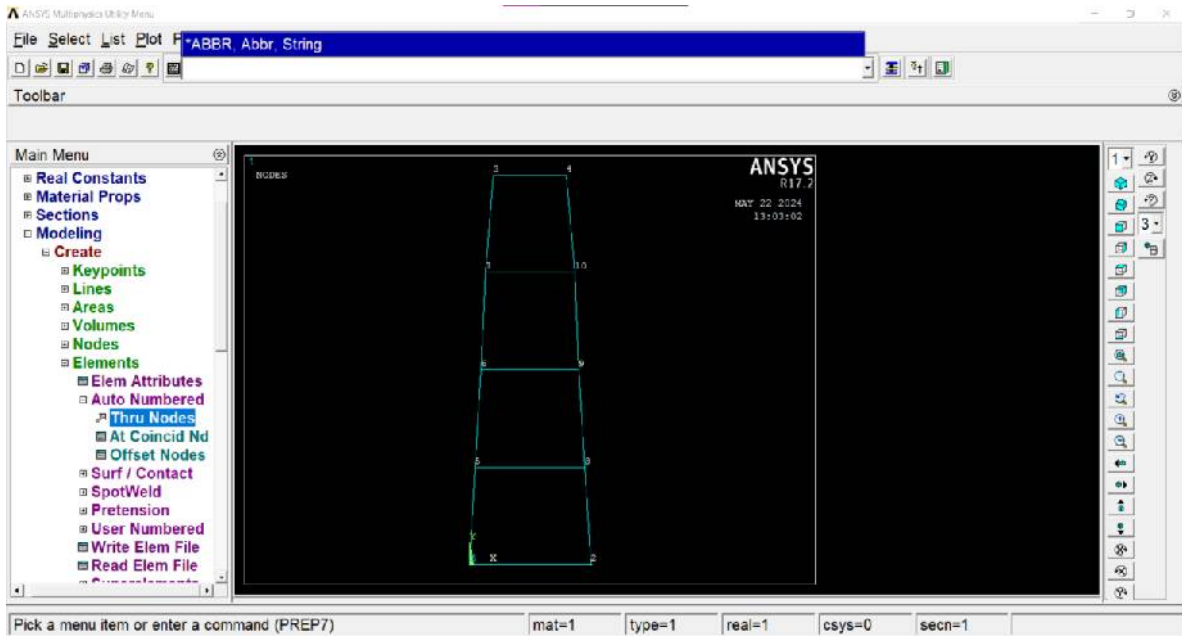 ANSYS Multiphysics Utility Menu
File Select List Plot P
*ABBR, Abbr, String
Toolbar
Main Menu
Real Constants
Material Props
Sections
Modeling
Create
Keypoints
Lines
Areas
Volumes
Nodes
Elements
Elem Attributes
Auto Numbered
Thru Nodes
At Coincid Nd
Offset Nodes
Surf / Contact
SpotWeld
Pretension
User Numbered
Write Elem File
Read Elem File
1
NODES
ANSYS
R17.2
MAY 22 2024
13:03:02
3 4
7 10
6 9
5 8
X 2
1
3
Pick a menu item or enter a command (PREP7)
mat=1
type=1
real=1
csys=0
secn=1